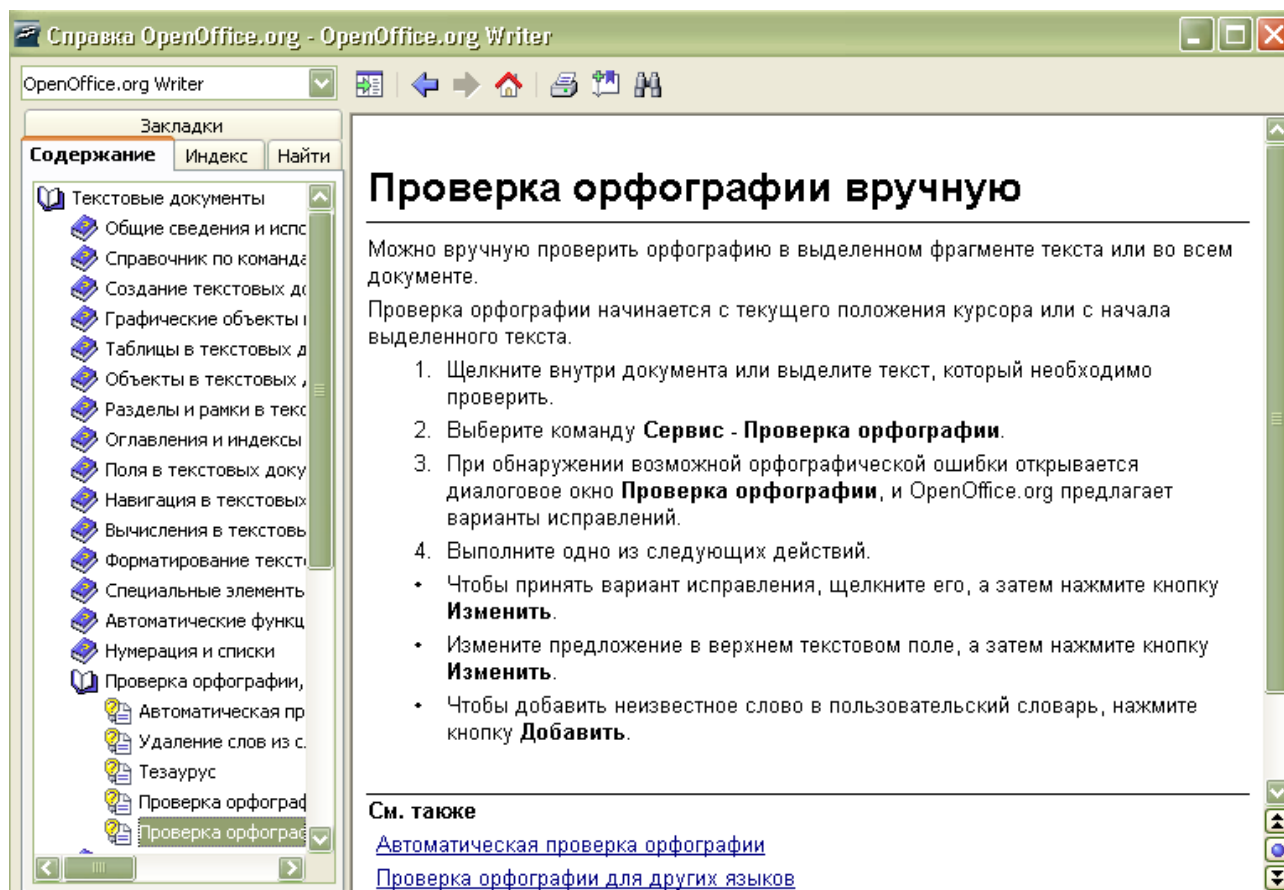 Справка OpenOffice.org - OpenOffice.org Writer
OpenOffice.org Writer
Закладки
Содержание Индекс Найти
Текстовые документы
Общие сведения и испо
Справочник по команда
Создание текстовых до
Графические объекты
Таблицы в текстовых д
Объекты в текстовых
Разделы и рамки в текс
Оглавления и индексы
Поля в текстовых доку
Навигация в текстовых
Вычисления в текстовы
Форматирование тексто
Специальные элементы
Автоматические функц
Нумерация и списки
Проверка орфографии,
Автоматическая пр
Удаление слов из с
Тезаурус
Проверка орфограф
Проверка орфограф
Проверка орфографии вручную
Можно вручную проверить орфографию в выделенном фрагменте текста или во всем
документе.
Проверка орфографии начинается с текущего положения курсора или с начала
выделенного текста.
1. Щелкните внутри документа или выделите текст, который необходимо
проверить.
2. Выберите команду Сервис - Проверка орфографии.
3. При обнаружении возможной орфографической ошибки открывается
диалоговое окно Проверка орфографии, и OpenOffice.org предлагает
варианты исправлений.
4. Выполните одно из следующих действий.
• Чтобы принять вариант исправления, щелкните его, а затем нажмите кнопку
Изменить.
• Измените предложение в верхнем текстовом поле, а затем нажмите кнопку
Изменить.
• Чтобы добавить неизвестное слово в пользовательский словарь, нажмите
кнопку Добавить.
См. также
Автоматическая проверка орфографии
Проверка орфографии для других языков